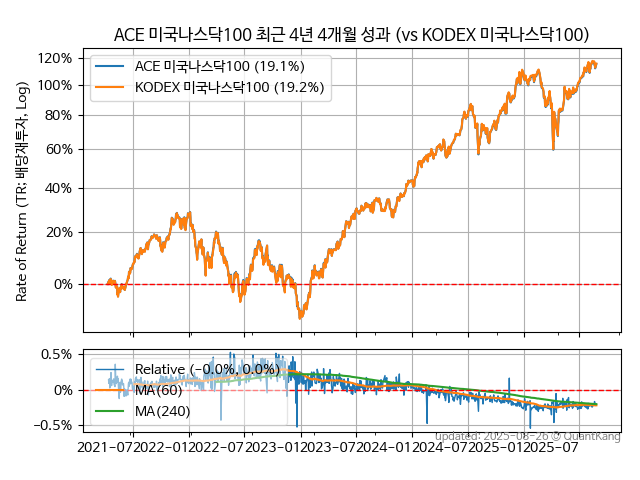 ACE 미국나스닥100 최근 4년 4개월 성과 (vs KODEX 미국나스닥100)
Rate of Return (TR: 배당재투자, Log)
120%
100%
80%
60%
40%
20%
0%
ACE 미국나스닥100 (19.1%)
KODEX 미국나스닥100 (19.2%)
0.5%
0.0%
−0.5%
Relative (−0.0%, 0.0%)
MA(60)
MA(240)
2021-07
2022-01
2022-07
2023-01
2023-07
2024-01
2024-07
2025-01
2025-07
updated: 2025-08-26 © QuantKang